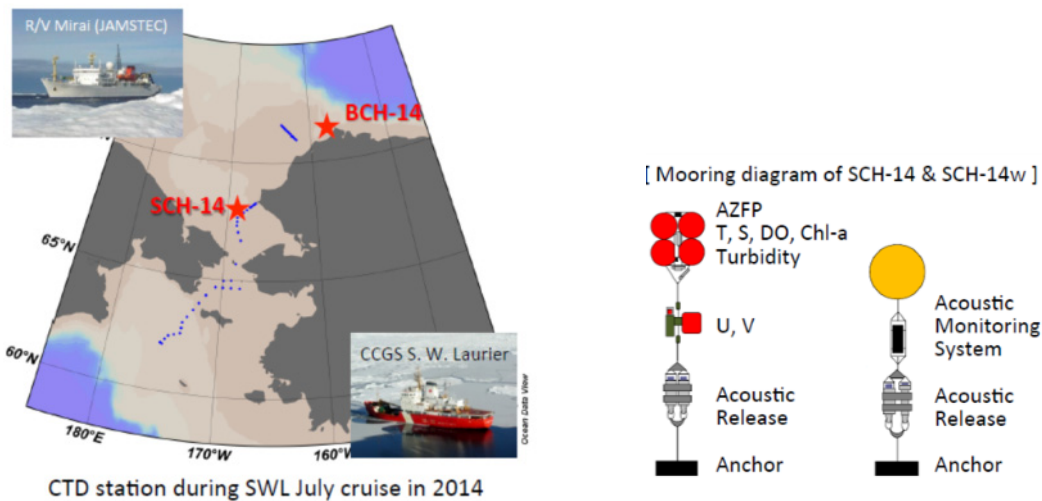 R/V Mirai (JAMSTEC)
BCH-14
SCH-14
65°N
60°N
CCGS S. W. Laurier
Ocean Data View
180°E
170°W
160°W
CTD station during SWL July cruise in 2014
[ Mooring diagram of SCH-14 & SCH-14w ]
AZFP
T, S, DO, Chl-a
Turbidity
U, V
Acoustic
Release
Anchor
Acoustic
Monitoring
System
Acoustic
Release
Anchor